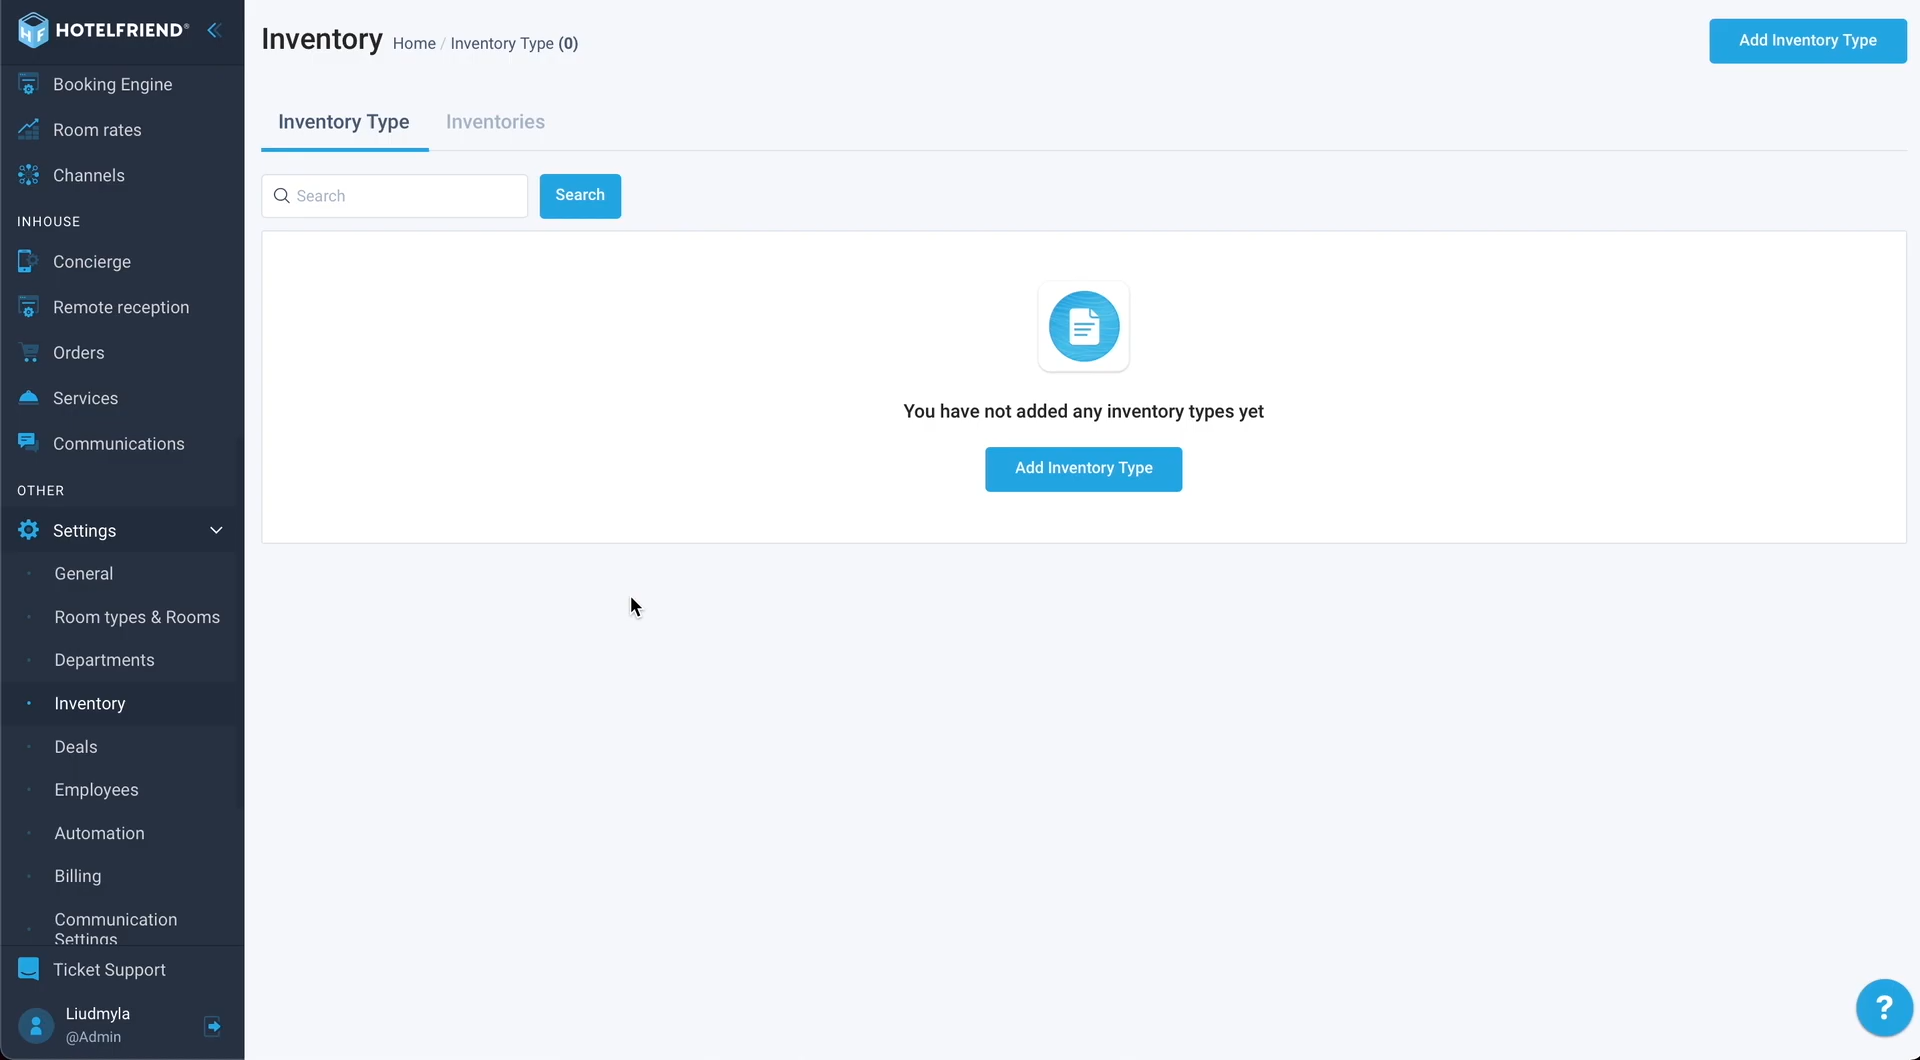 HOTELFRIEND®
Booking Engine
Room rates
Channels
INHOUSE
Concierge
Remote reception
Orders
Services
Communications
OTHER
Settings
General
Room types & Rooms
Departments
Inventory
Deals
Employees
Automation
Billing
Communication
Settings
Ticket Support
Liudmyla
@Admin
Inventory Home / Inventory Type (0)
Add Inventory Type
Inventory Type Inventories
Search Search
You have not added any inventory types yet
Add Inventory Type
?